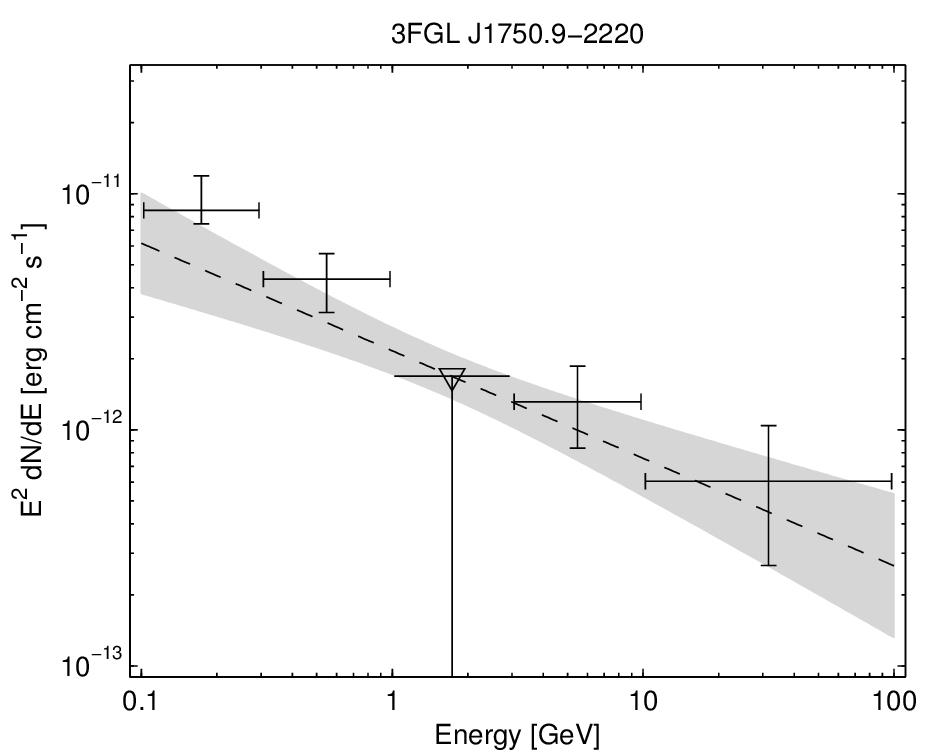 3FGL J1750.9−2220
10⁻¹¹
10⁻¹²
10⁻¹³
E² dN/dE [erg cm⁻² s⁻¹]
0.1 1 10 100
Energy [GeV]